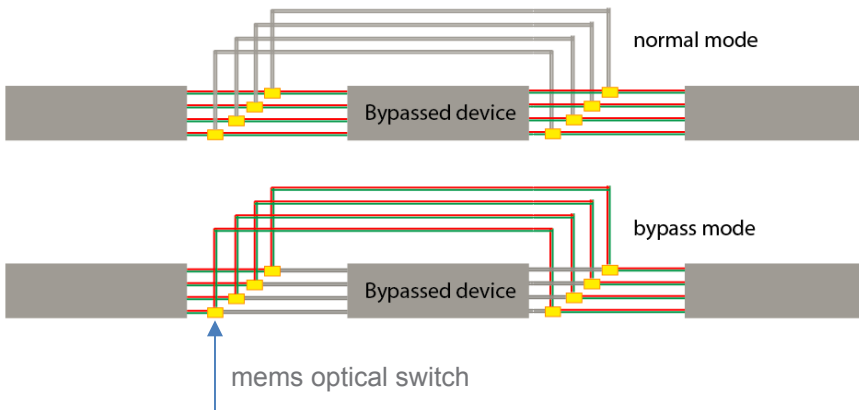 normal mode
Bypassed device
bypass mode
Bypassed device
mems optical switch